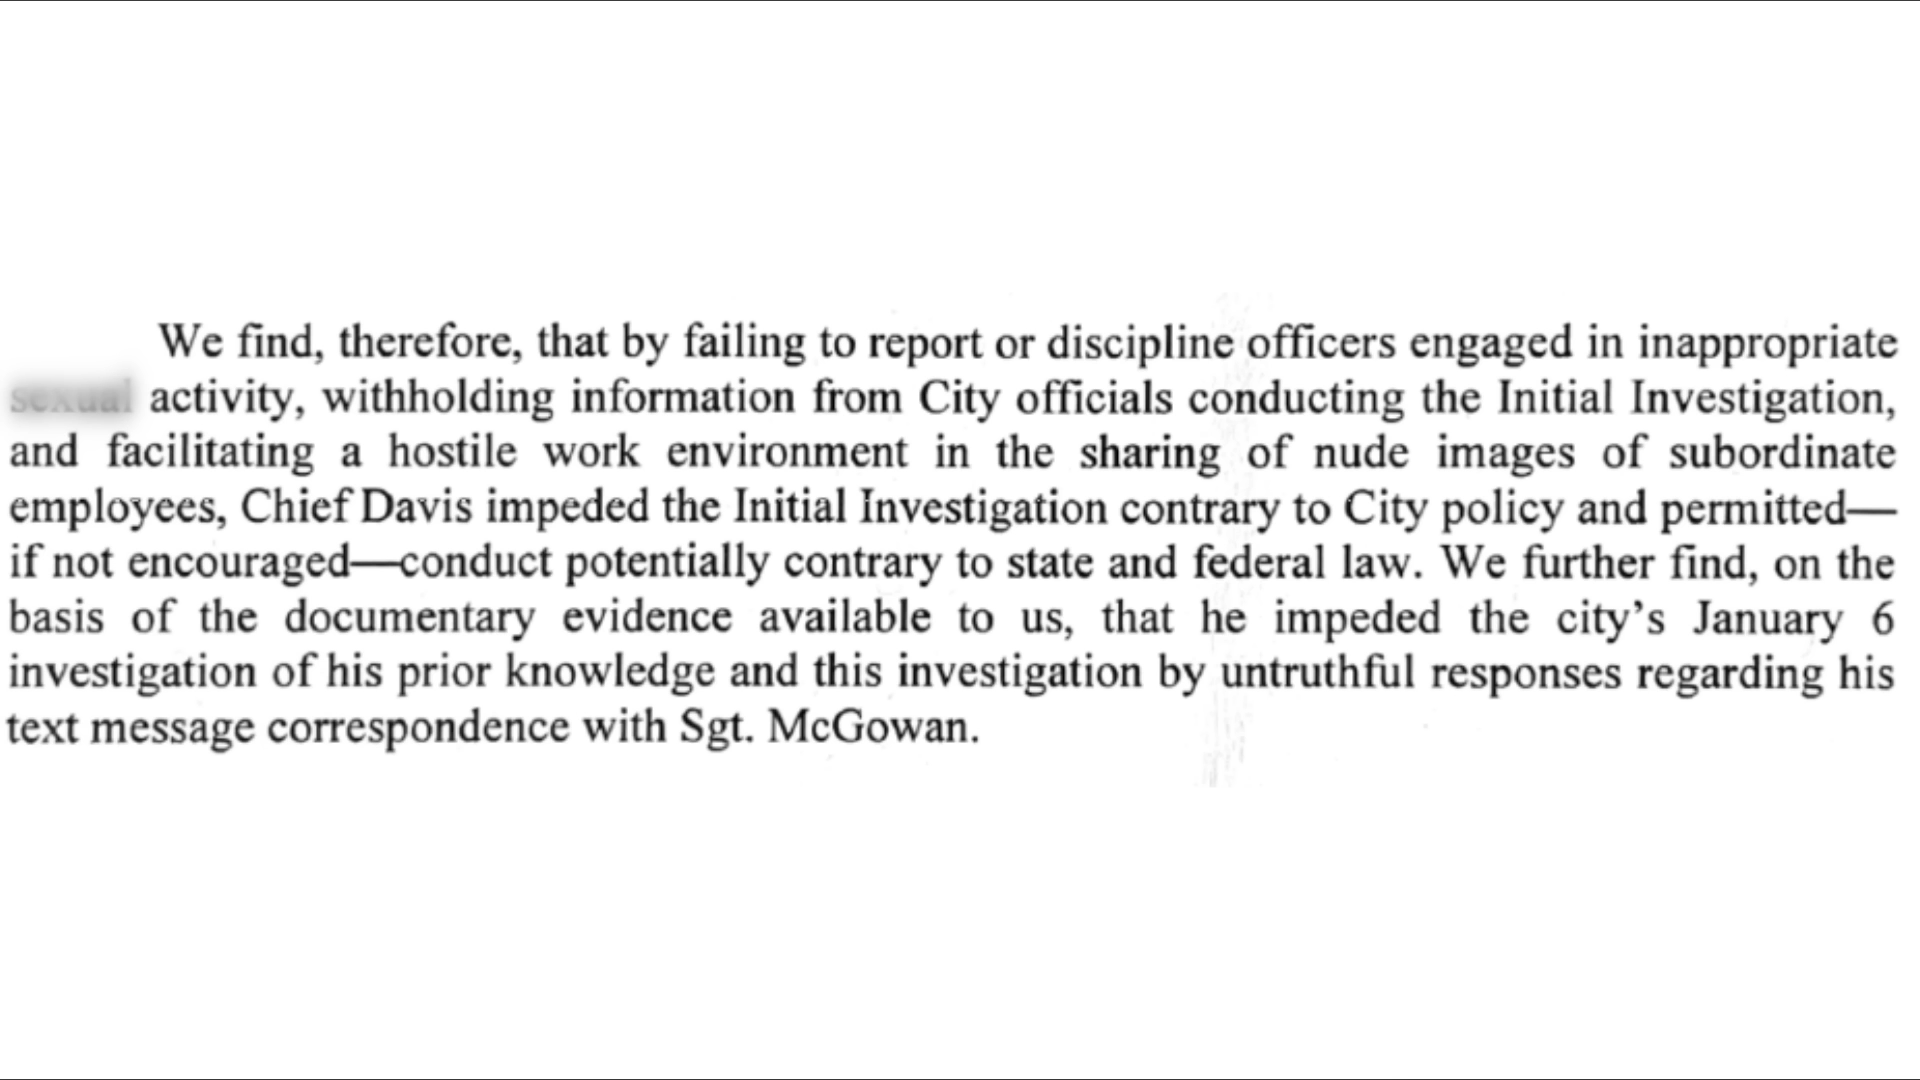 We find, therefore, that by failing to report or discipline officers engaged in inappropriate
sexual activity, withholding information from City officials conducting the Initial Investigation,
and facilitating a hostile work environment in the sharing of nude images of subordinate
employees, Chief Davis impeded the Initial Investigation contrary to City policy and permitted—
if not encouraged—conduct potentially contrary to state and federal law. We further find, on the
basis of the documentary evidence available to us, that he impeded the city’s January 6
investigation of his prior knowledge and this investigation by untruthful responses regarding his
text message correspondence with Sgt. McGowan.